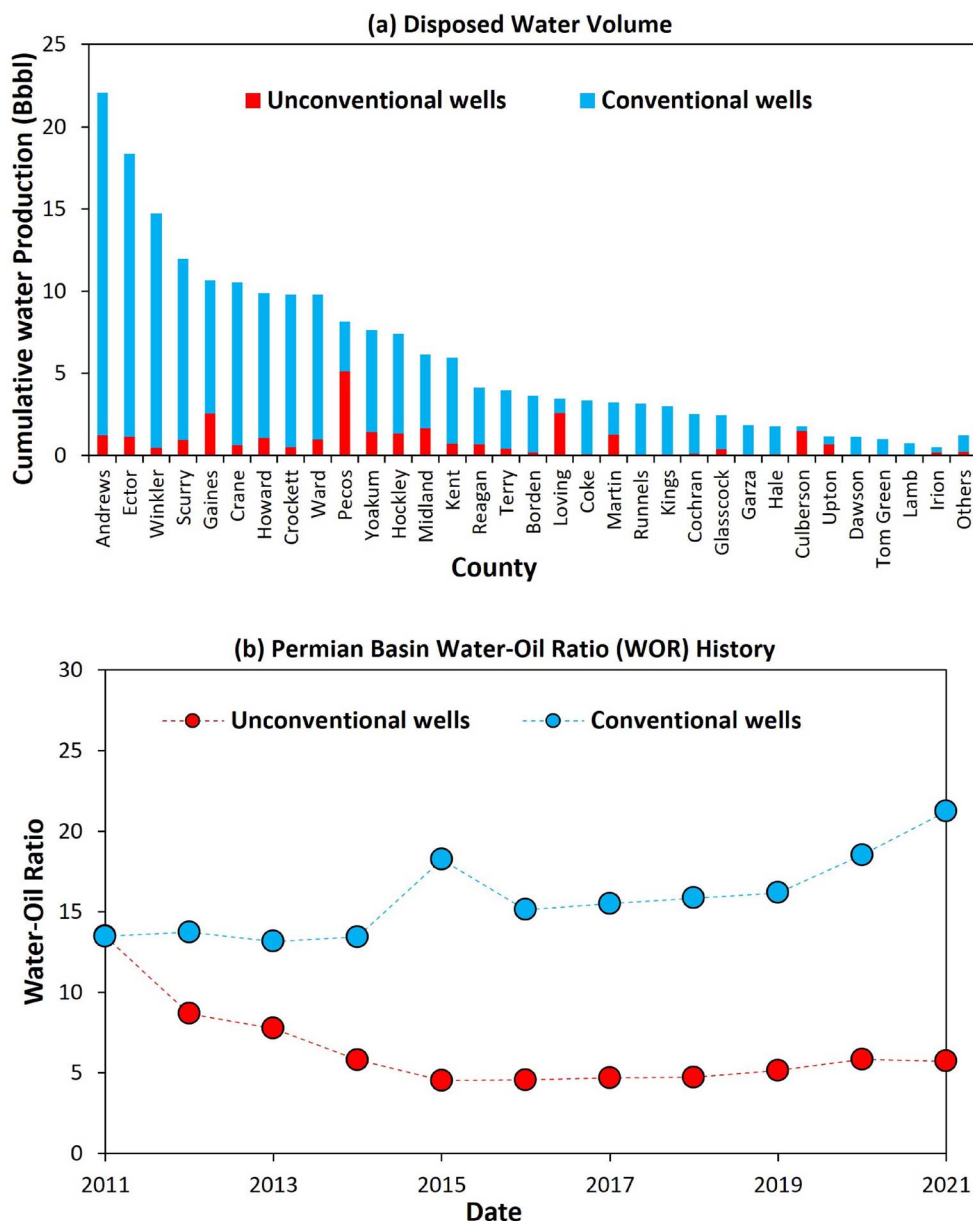 (a) Disposed Water Volume
25
20
15
10
5
0
Cumulative water Production (Bbbl)
Unconventional wells
Conventional wells
Andrews
Ector
Winkler
Scurry
Gaines
Crane
Howard
Crockett
Ward
Pecos
Yoakum
Hockley
Midland
Kent
Reagan
Terry
Borden
Loving
Coke
Martin
Runnels
Kings
Cochran
Glasscock
Garza
Hale
Culberson
Upton
Dawson
Tom Green
Lamb
Irion
Others
County
(b) Permian Basin Water-Oil Ratio (WOR) History
30
25
20
15
10
5
0
Water-Oil Ratio
Unconventional wells
Conventional wells
2011
2013
2015
2017
2019
2021
Date